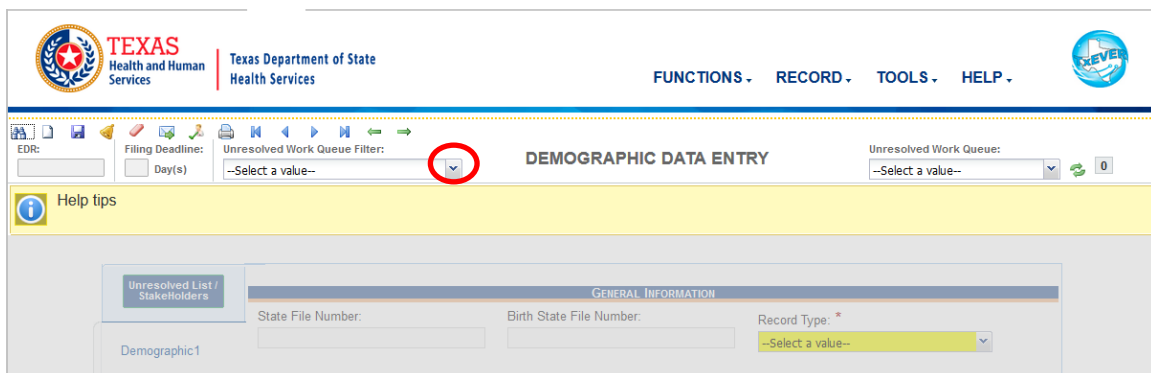 TEXAS
Health and Human
Services
Texas Department of State
Health Services
FUNCTIONS RECORD TOOLS HELP
TxEVER
EDR:
Filing Deadline:
Day(s)
Unresolved Work Queue Filter:
--Select a value--
DEMOGRAPHIC DATA ENTRY
Unresolved Work Queue:
--Select a value--
0
Help tips
Unresolved List /
StakeHolders
GENERAL INFORMATION
State File Number:
Birth State File Number:
Record Type: *
--Select a value--
Demographic1